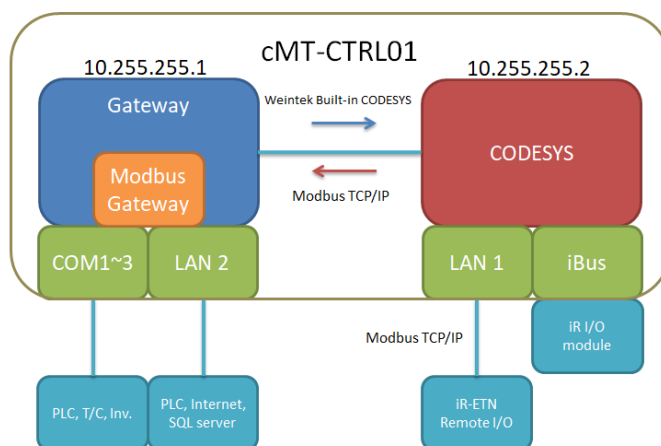 cMT-CTRL01
10.255.255.1
10.255.255.2
Gateway
Weintek Built-in CODESYS
CODESYS
Modbus
Gateway
Modbus TCP/IP
COM1~3
LAN 2
LAN 1
iBus
Modbus TCP/IP
iR I/O
module
PLC, T/C, Inv.
PLC, Internet,
SQL server
iR-ETN
Remote I/O